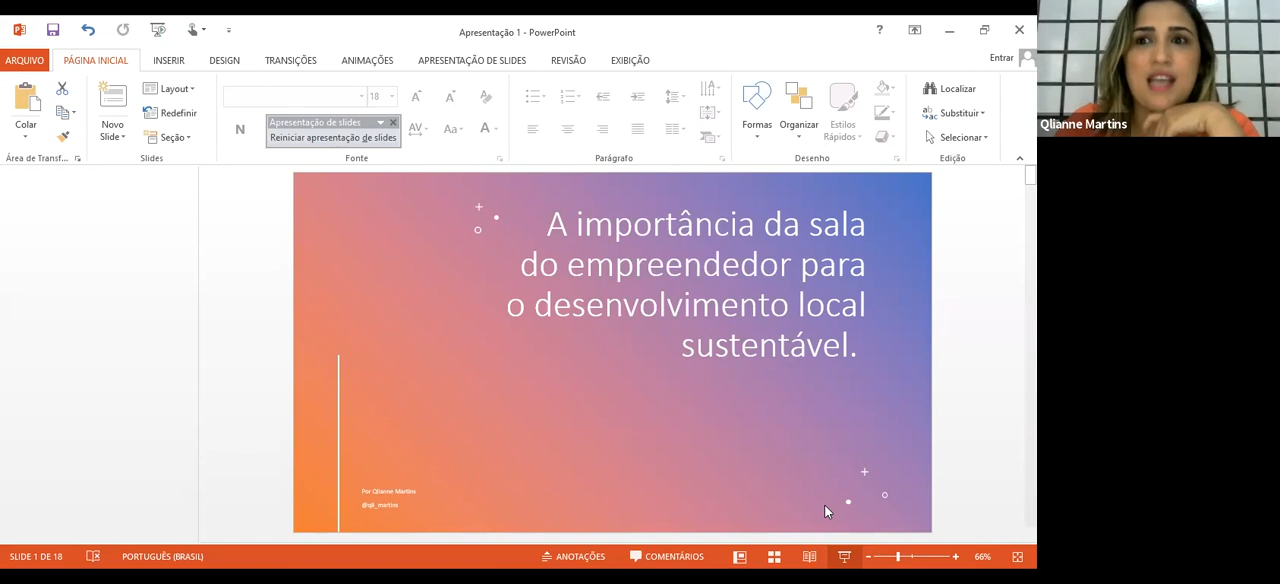 Apresentação 1 - PowerPoint
?
ARQUIVO PÁGINA INICIAL INSERIR DESIGN TRANSIÇÕES ANIMAÇÕES APRESENTAÇÃO DE SLIDES REVISÃO EXIBIÇÃO Entrar
Colar
Novo
Slide
Layout
Redefinir
Seção
18
N
Apresentação de slides
Reiniciar apresentação de slides
AV Aa A
Formas Organizar Estilos
Rápidos
Localizar
Substituir
Selecionar
Área de Transf... Slides Fonte Parágrafo Desenho Edição
Qlianne Martins
A importância da sala
do empreendedor para
o desenvolvimento local
sustentável.
Por Qlianne Martins
@qli_martins
SLIDE 1 DE 18 PORTUGUÊS (BRASIL) ANOTAÇÕES COMENTÁRIOS 66%